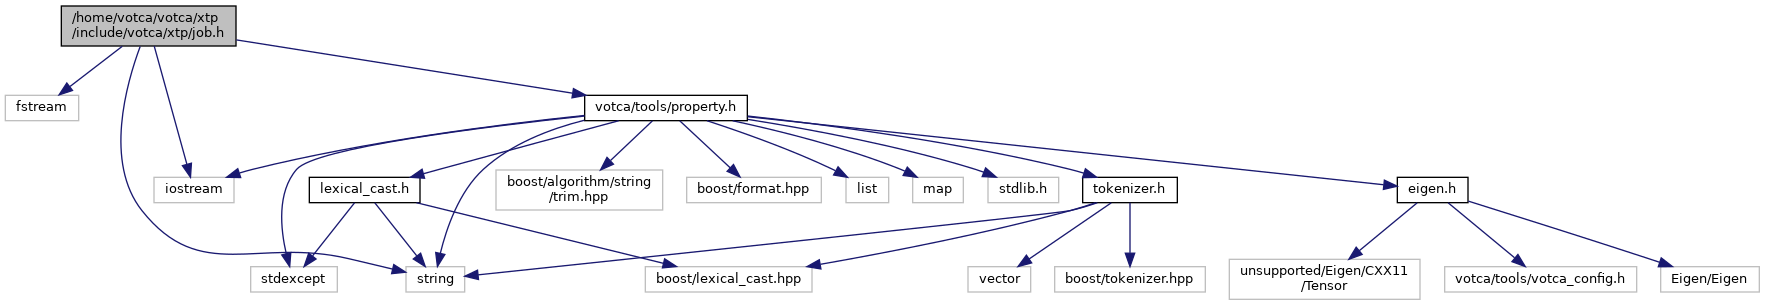 /home/votca/votca/xtp
/include/votca/xtp/job.h
fstream
votca/tools/property.h
iostream
lexical_cast.h
boost/algorithm/string
/trim.hpp
boost/format.hpp
list
map
stdlib.h
tokenizer.h
eigen.h
stdexcept
string
boost/lexical_cast.hpp
vector
boost/tokenizer.hpp
unsupported/Eigen/CXX11
/Tensor
votca/tools/votca_config.h
Eigen/Eigen